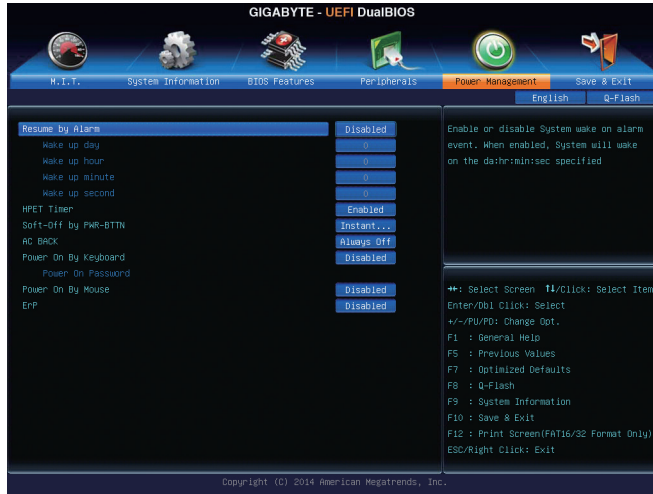 GIGABYTE - UEFI DualBIOS
M.I.T. System Information BIOS Features Peripherals Power Management Save & Exit
English Q-Flash
Resume by Alarm Disabled
Wake up day 0
Wake up hour 0
Wake up minute 0
Wake up second 0
HPET Timer Enabled
Soft-Off by PWR-BTTN Instant...
AC BACK Always Off
Power On By Keyboard Disabled
Power On Password
Power On By Mouse Disabled
ErP Disabled
Enable or disable System wake on alarm
event. When enabled, System will wake
on the da:hr:min:sec specified
→←: Select Screen ↑↓/Click: Select Item
Enter/Dbl Click: Select
+/-/PU/PD: Change Opt.
F1 : General Help
F5 : Previous Values
F7 : Optimized Defaults
F8 : Q-Flash
F9 : System Information
F10 : Save & Exit
F12 : Print Screen(FAT16/32 Format Only)
ESC/Right Click: Exit
Copyright (C) 2014 American Megatrends, Inc.